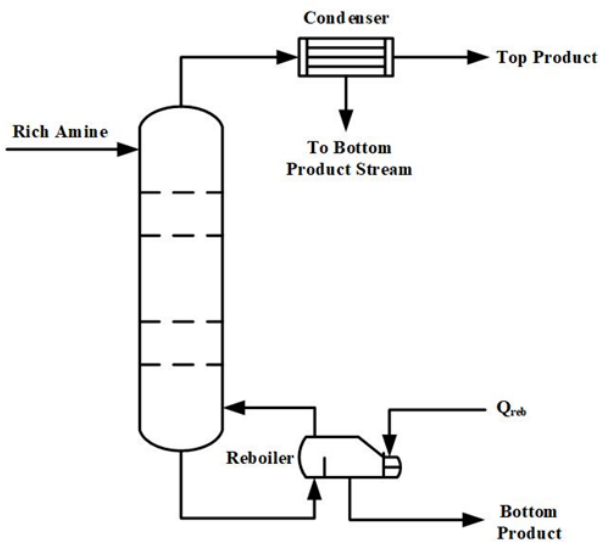 Condenser
Top Product
Rich Amine
To Bottom
Product Stream
Qreb
Reboiler
Bottom
Product